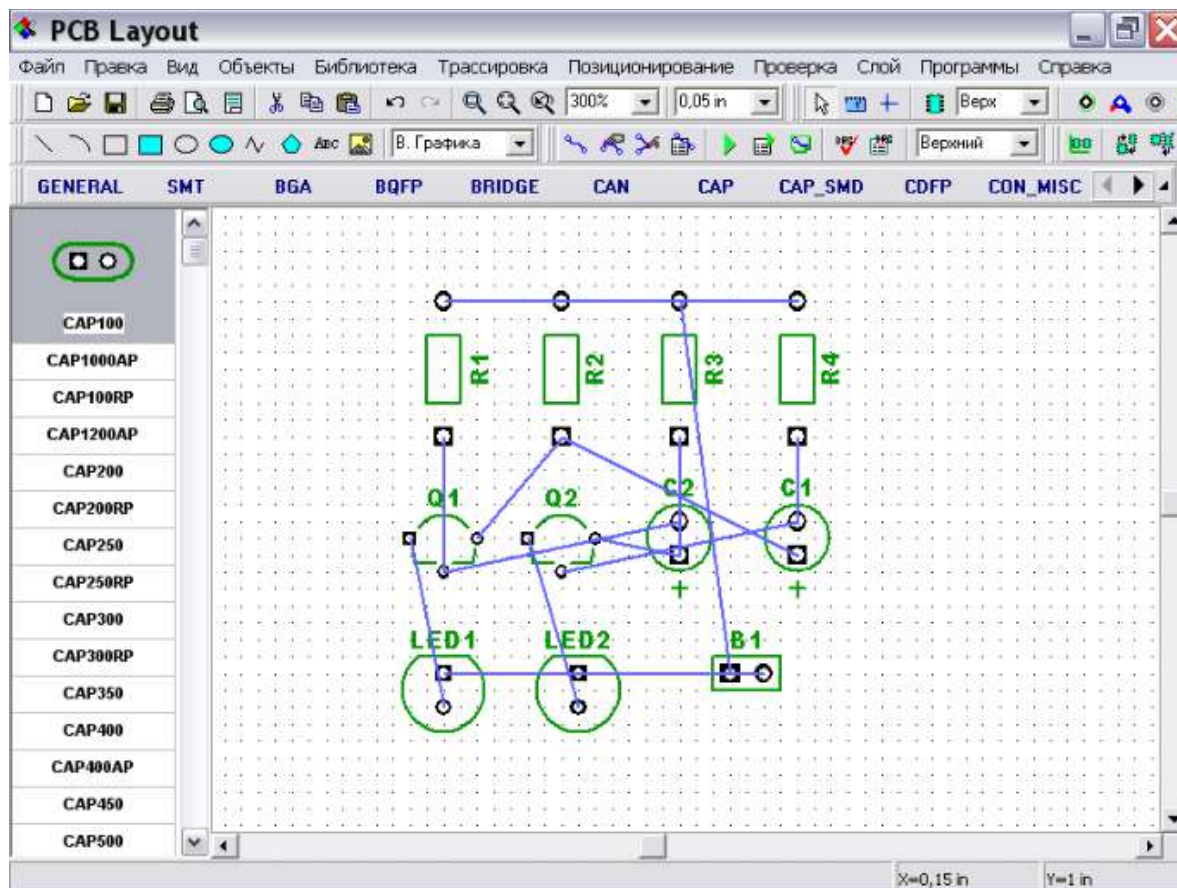 PCB Layout
Файл Правка Вид Объекты Библиотека Трассировка Позиционирование Проверка Слой Программы Справка
300% 0,05 in Верх
Abc В. Графика Верхний
GENERAL SMT BGA BQFP BRIDGE CAN CAP CAP_SMD CDFP CON_MISC
CAP100
CAP1000AP
CAP100RP
CAP1200AP
CAP200
CAP200RP
CAP250
CAP250RP
CAP300
CAP300RP
CAP350
CAP400
CAP400AP
CAP450
CAP500
R1 R2 R3 R4
Q1 Q2 C2 C1
+ +
LED1 LED2 B1
X=0,15 in Y=1 in